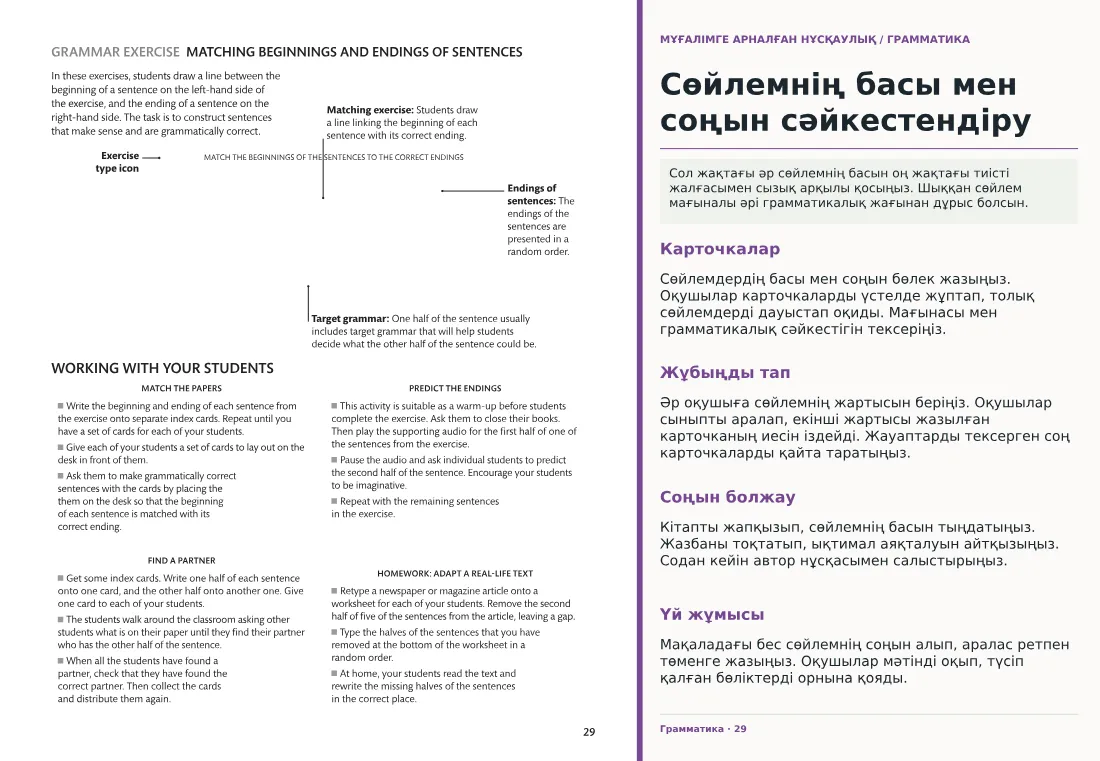 GRAMMAR EXERCISE MATCHING BEGINNINGS AND ENDINGS OF SENTENCES
In these exercises, students draw a line between the
beginning of a sentence on the left-hand side of
the exercise, and the ending of a sentence on the
right-hand side. The task is to construct sentences
that make sense and are grammatically correct.
Matching exercise: Students draw
a line linking the beginning of each
sentence with its correct ending.
Exercise
type icon
MATCH THE BEGINNINGS OF THE SENTENCES TO THE CORRECT ENDINGS
Endings of
sentences: The
endings of the
sentences are
presented in a
random order.
Target grammar: One half of the sentence usually
includes target grammar that will help students
decide what the other half of the sentence could be.
WORKING WITH YOUR STUDENTS
MATCH THE PAPERS
■ Write the beginning and ending of each sentence from
the exercise onto separate index cards. Repeat until you
have a set of cards for each of your students.
■ Give each of your students a set of cards to lay out on the
desk in front of them.
■ Ask them to make grammatically correct
sentences with the cards by placing the
them on the desk so that the beginning
of each sentence is matched with its
correct ending.
FIND A PARTNER
■ Get some index cards. Write one half of each sentence
onto one card, and the other half onto another one. Give
one card to each of your students.
■ The students walk around the classroom asking other
students what is on their paper until they find their partner
who has the other half of the sentence.
■ When all the students have found a
partner, check that they have found the
correct partner. Then collect the cards
and distribute them again.
PREDICT THE ENDINGS
■ This activity is suitable as a warm-up before students
complete the exercise. Ask them to close their books.
Then play the supporting audio for the first half of one of
the sentences from the exercise.
■ Pause the audio and ask individual students to predict
the second half of the sentence. Encourage your students
to be imaginative.
■ Repeat with the remaining sentences
in the exercise.
HOMEWORK: ADAPT A REAL-LIFE TEXT
■ Retype a newspaper or magazine article onto a
worksheet for each of your students. Remove the second
half of five of the sentences from the article, leaving a gap.
■ Type the halves of the sentences that you have
removed at the bottom of the worksheet in a
random order.
■ At home, your students read the text and
rewrite the missing halves of the sentences
in the correct place.
29
МҰҒАЛІМГЕ АРНАЛҒАН НҰСҚАУЛЫҚ / ГРАММАТИКА
Сөйлемнің басы мен
соңын сәйкестендіру
Сол жақтағы әр сөйлемнің басын оң жақтағы тиісті
жалғасымен сызық арқылы қосыңыз. Шыққан сөйлем
мағыналы әрі грамматикалық жағынан дұрыс болсын.
Карточкалар
Сөйлемдердің басы мен соңын бөлек жазыңыз.
Оқушылар карточкаларды үстелде жұптап, толық
сөйлемдерді дауыстап оқиды. Мағынасы мен
грамматикалық сәйкестігін тексеріңіз.
Жұбыңды тап
Әр оқушыға сөйлемнің жартысын беріңіз. Оқушылар
сыныпты аралап, екінші жартысы жазылған
карточканың иесін іздейді. Жауаптарды тексерген соң
карточкаларды қайта таратыңыз.
Соңын болжау
Кітапты жапқызып, сөйлемнің басын тыңдатыңыз.
Жазбаны тоқтатып, ықтимал аяқталуын айтқызыңыз.
Содан кейін автор нұсқасымен салыстырыңыз.
Үй жұмысы
Мақаладағы бес сөйлемнің соңын алып, аралас ретпен
төменге жазыңыз. Оқушылар мәтінді оқып, түсіп
қалған бөліктерді орнына қояды.
Грамматика · 29